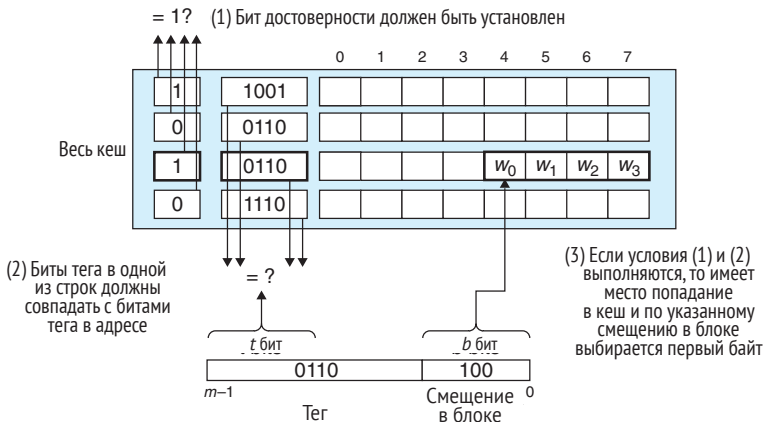 = 1? (1) Бит достоверности должен быть установлен
0 1 2 3 4 5 6 7
1 1001
0 0110
Весь кеш
1 0110 w0 w1 w2 w3
0 1110
(2) Биты тега в одной
из строк должны
совпадать с битами
тега в адресе
= ?
(3) Если условия (1) и (2)
выполняются, то имеет
место попадание
в кеш и по указанному
смещению в блоке
выбирается первый байт
t бит b бит
0110 100
m–1 0
Тег
Смещение
в блоке